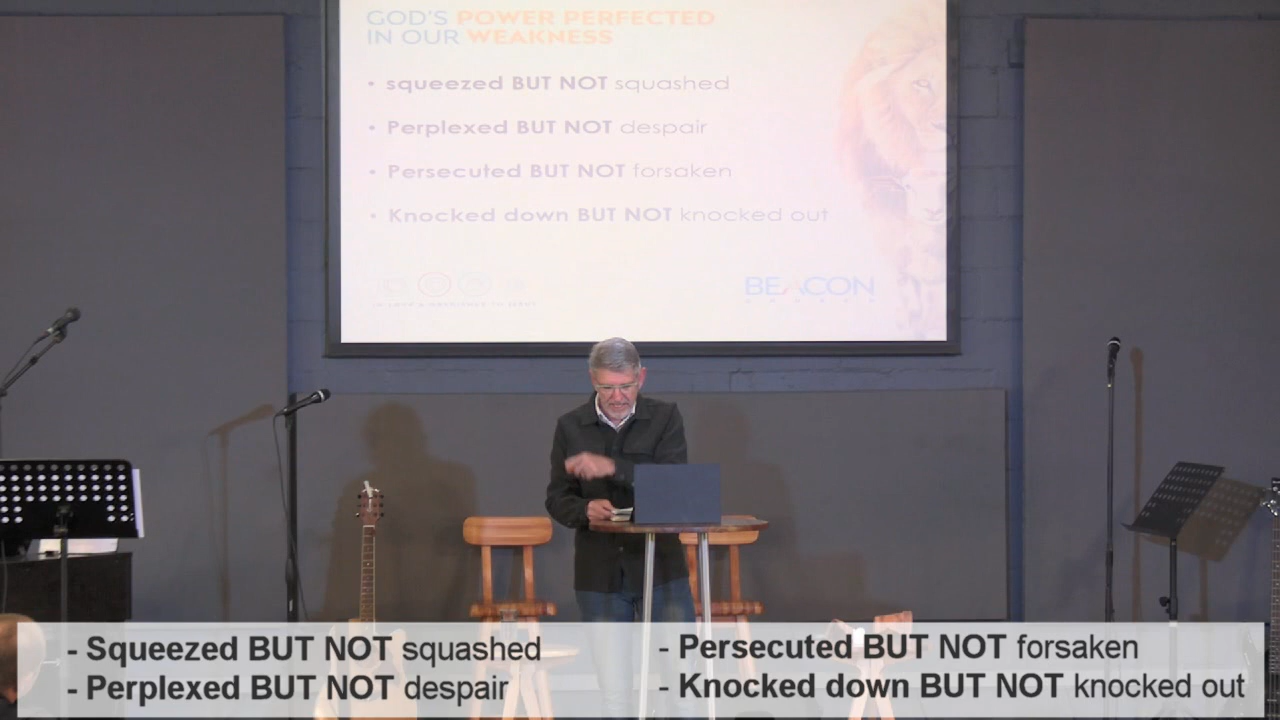 GOD'S POWER PERFECTED
IN OUR WEAKNESS
• squeezed BUT NOT squashed
• Perplexed BUT NOT despair
• Persecuted BUT NOT forsaken
• Knocked down BUT NOT knocked out
BEACON
- Squeezed BUT NOT squashed
- Perplexed BUT NOT despair
- Persecuted BUT NOT forsaken
- Knocked down BUT NOT knocked out